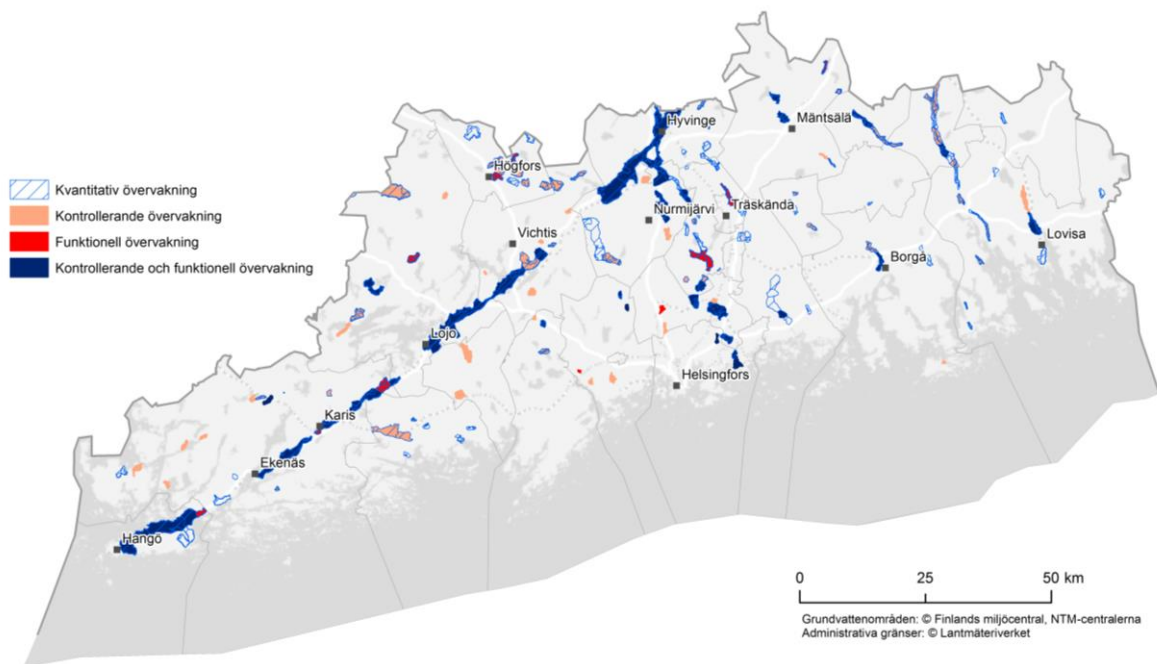 Kvantitativ övervakning
Kontrollerande övervakning
Funktionell övervakning
Kontrollerande och funktionell övervakning
Hyvinge
Mäntsälä
Högfors
Nurmijärvi
Träskända
Vichtis
Lovisa
Borgå
Lojo
Helsingfors
Karis
Ekenäs
Hangö
0 25 50 km
Grundvattenområden: © Finlands miljöcentral, NTM-centralerna
Administrativa gränser: © Lantmäteriverket